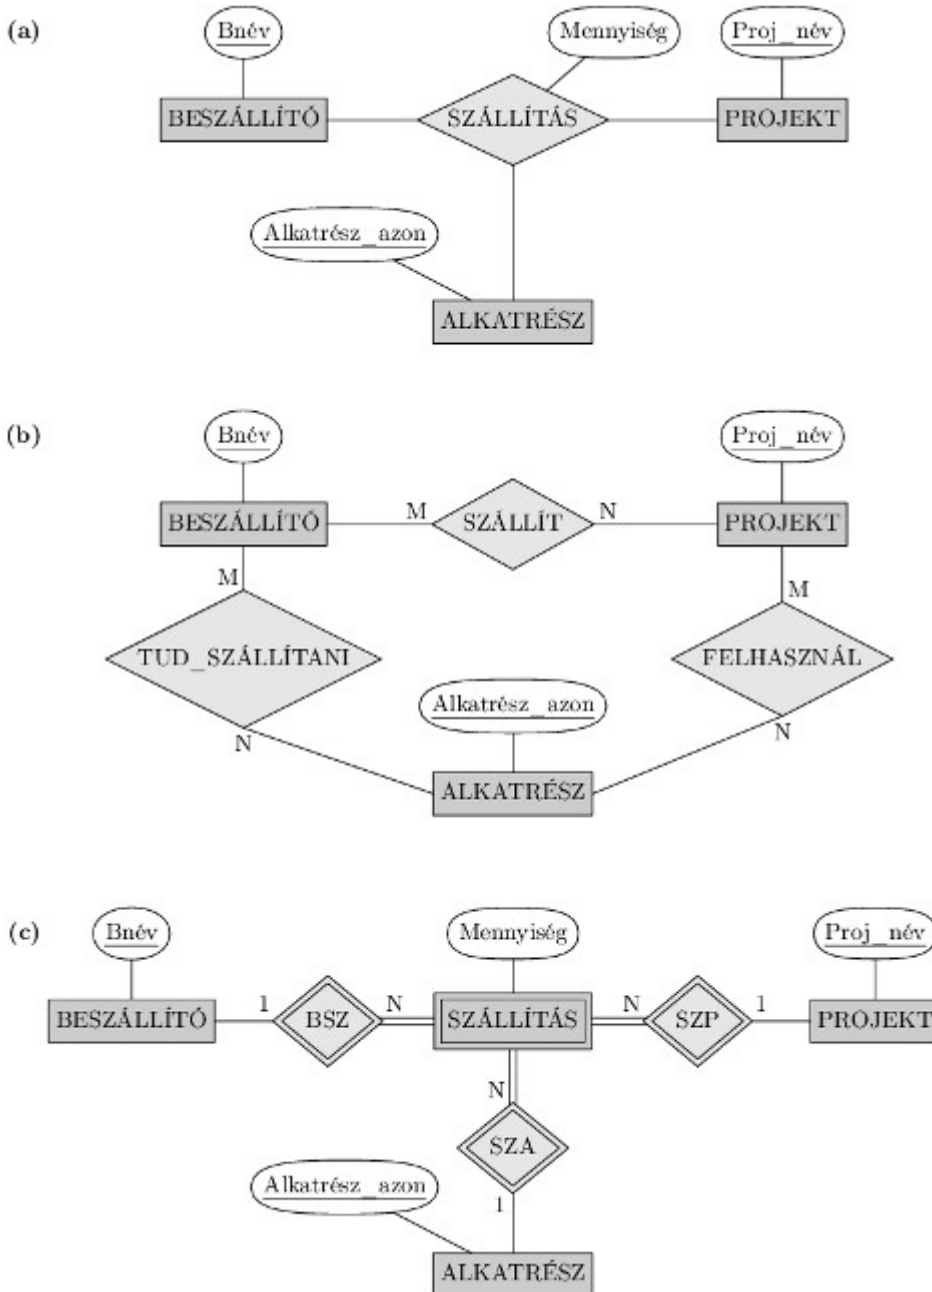 (a)
Bnév Mennyiség Proj_név
BESZÁLLÍTÓ SZÁLLÍTÁS PROJEKT
Alkatrész_azon
ALKATRÉSZ
(b)
Bnév Proj_név
BESZÁLLÍTÓ M SZÁLLÍT N PROJEKT
M M
TUD_SZÁLLÍTANI FELHASZNÁL
Alkatrész_azon
N N
ALKATRÉSZ
(c)
Bnév Mennyiség Proj_név
BESZÁLLÍTÓ 1 BSZ N SZÁLLÍTÁS N SZP 1 PROJEKT
N
SZA
Alkatrész_azon
1
ALKATRÉSZ